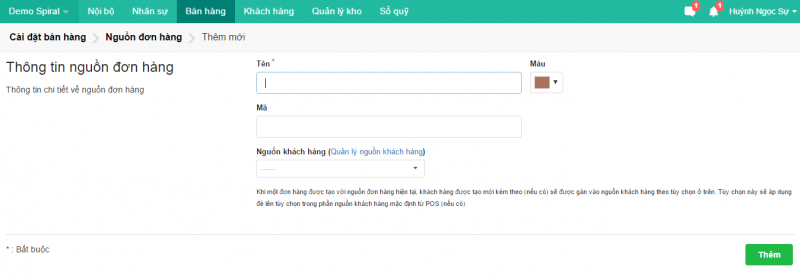 Demo Spiral Nội bộ Nhân sự Bán hàng Khách hàng Quản lý kho Sổ quỹ 1 1 Huỳnh Ngọc Sự
Cài đặt bán hàng Nguồn đơn hàng Thêm mới
Thông tin nguồn đơn hàng
Thông tin chi tiết về nguồn đơn hàng
Tên * Màu
Mã
Nguồn khách hàng (Quản lý nguồn khách hàng)
------
Khi một đơn hàng được tạo với nguồn đơn hàng hiện tại, khách hàng được tạo mới kèm theo (nếu có) sẽ được gán vào nguồn khách hàng theo tùy chọn ở trên. Tùy chọn này sẽ áp dụng
đè lên tùy chọn trong phần nguồn khách hàng mặc định từ POS (nếu có)
* : Bắt buộc
Thêm